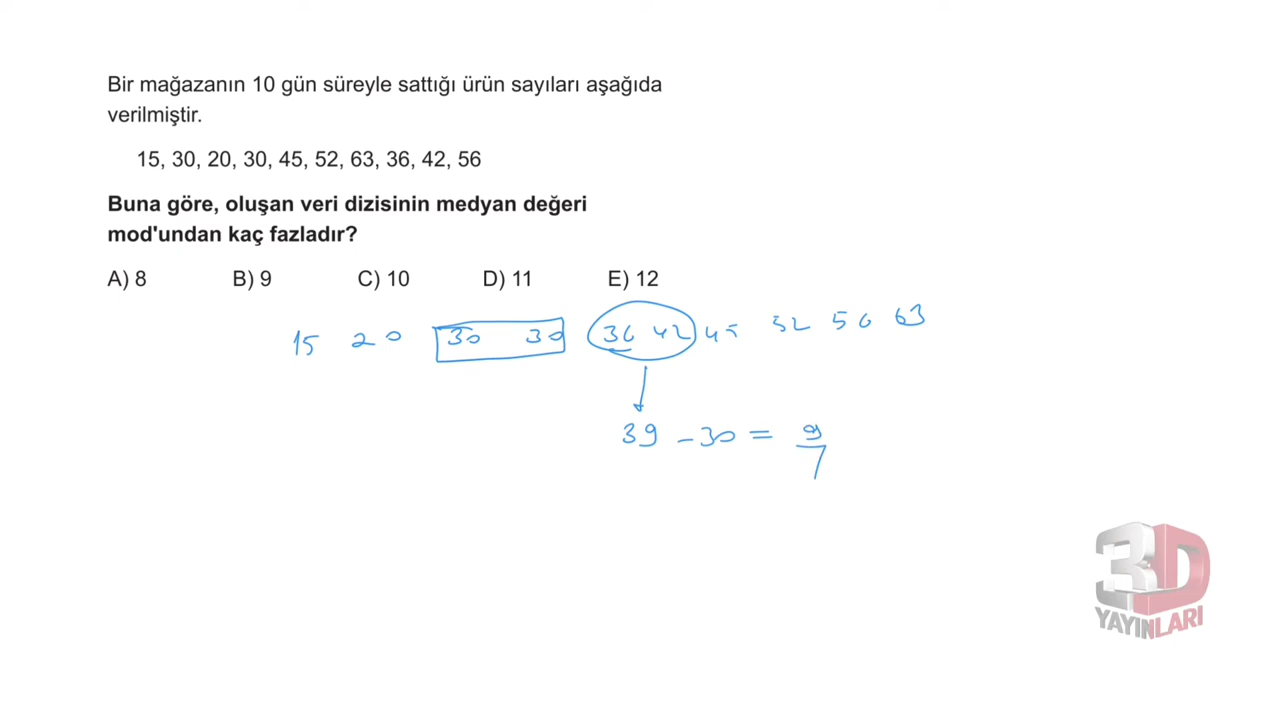 Bir mağazanın 10 gün süreyle sattığı ürün sayıları aşağıda
verilmiştir.
15, 30, 20, 30, 45, 52, 63, 36, 42, 56
Buna göre, oluşan veri dizisinin medyan değeri
mod'undan kaç fazladır?
A) 8 B) 9 C) 10 D) 11 E) 12
15 20 30 30 36 42 45 52 56 63
39 - 30 = 9
3D
YAYINLARI